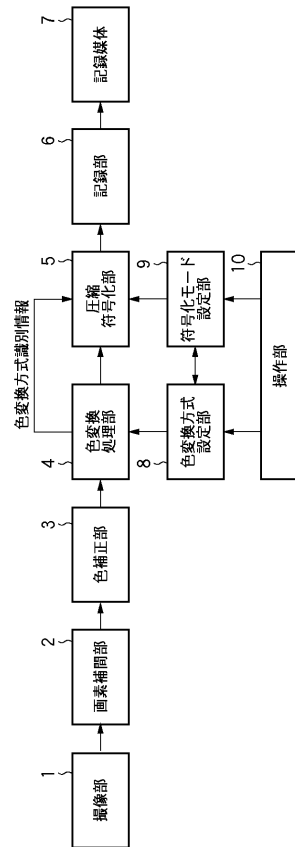 1
撮像部
2
画素補間部
3
色補正部
4
色変換
処理部
色変換方式識別情報
5
圧縮
符号化部
6
記録部
7
記録媒体
8
色変換方式
設定部
9
符号化モード
設定部
10
操作部